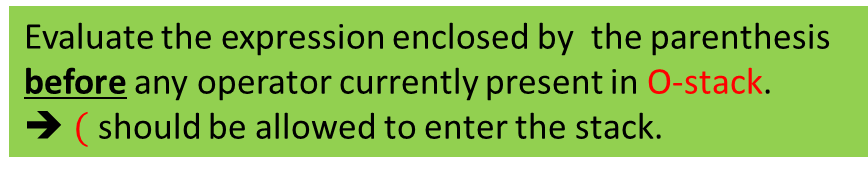 Evaluate the expression enclosed by the parenthesis
before any operator currently present in O-stack.
➔ ( should be allowed to enter the stack.